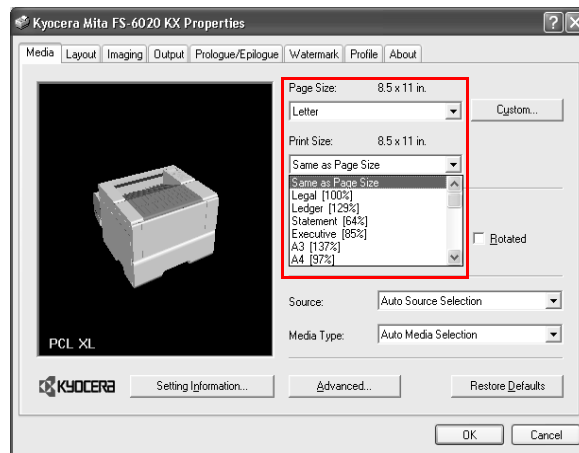 Kyocera Mita FS-6020 KX Properties
Media Layout Imaging Output Prologue/Epilogue Watermark Profile About
Page Size: 8.5 x 11 in.
Letter
Custom...
Print Size: 8.5 x 11 in.
Same as Page Size
Same as Page Size
Legal [100%]
Ledger [129%]
Statement [64%]
Executive [85%]
A3 [137%]
A4 [97%]
Rotated
Source: Auto Source Selection
Media Type: Auto Media Selection
PCL XL
KYOCERA
Setting Information...
Advanced...
Restore Defaults
OK
Cancel